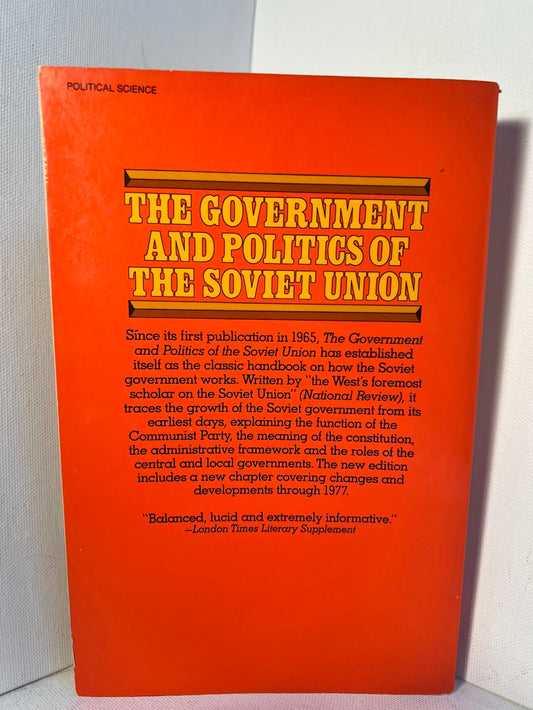 POLITICAL SCIENCE
THE GOVERNMENT
AND POLITICS OF
THE SOVIET UNION
Since its first publication in 1965, The Government
and Politics of the Soviet Union has established
itself as the classic handbook on how the Soviet
government works. Written by "the West's foremost
scholar on the Soviet Union" (National Review), it
traces the growth of the Soviet government from its
earliest days, explaining the function of the
Communist Party, the meaning of the constitution,
the administrative framework and the roles of the
central and local governments. The new edition
includes a new chapter covering changes and
developments through 1977.
"Balanced, lucid and extremely informative."
—London Times Literary Supplement